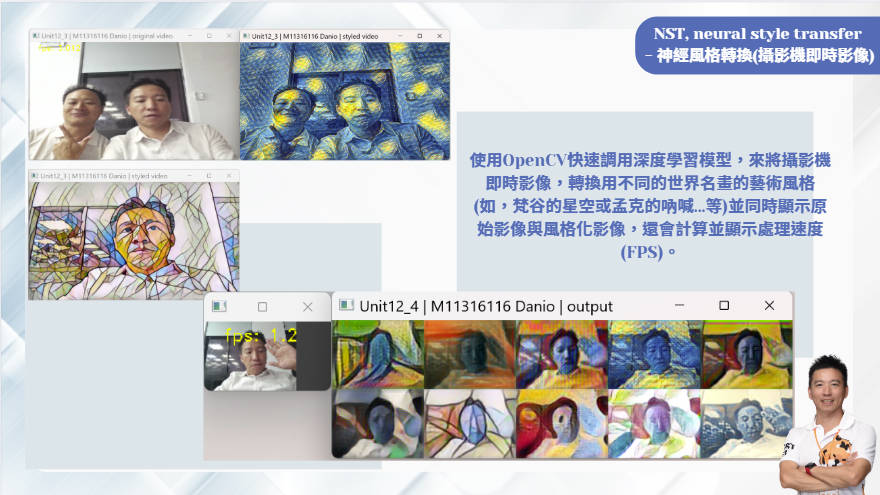 NST, neural style transfer
– 神經風格轉換(攝影機即時影像)
Unit12_3 | M11316116 Danio | original video
Unit12_3 | M11316116 Danio | styled video
Unit12_3 | M11316116 Danio | styled video
使用OpenCV快速調用深度學習模型，來將攝影機
即時影像，轉換用不同的世界名畫的藝術風格
(如，梵谷的星空或孟克的吶喊...等)並同時顯示原
始影像與風格化影像，還會計算並顯示處理速度
(FPS)。
Unit12_4 | M11316116 Danio | output
fps: 1.2